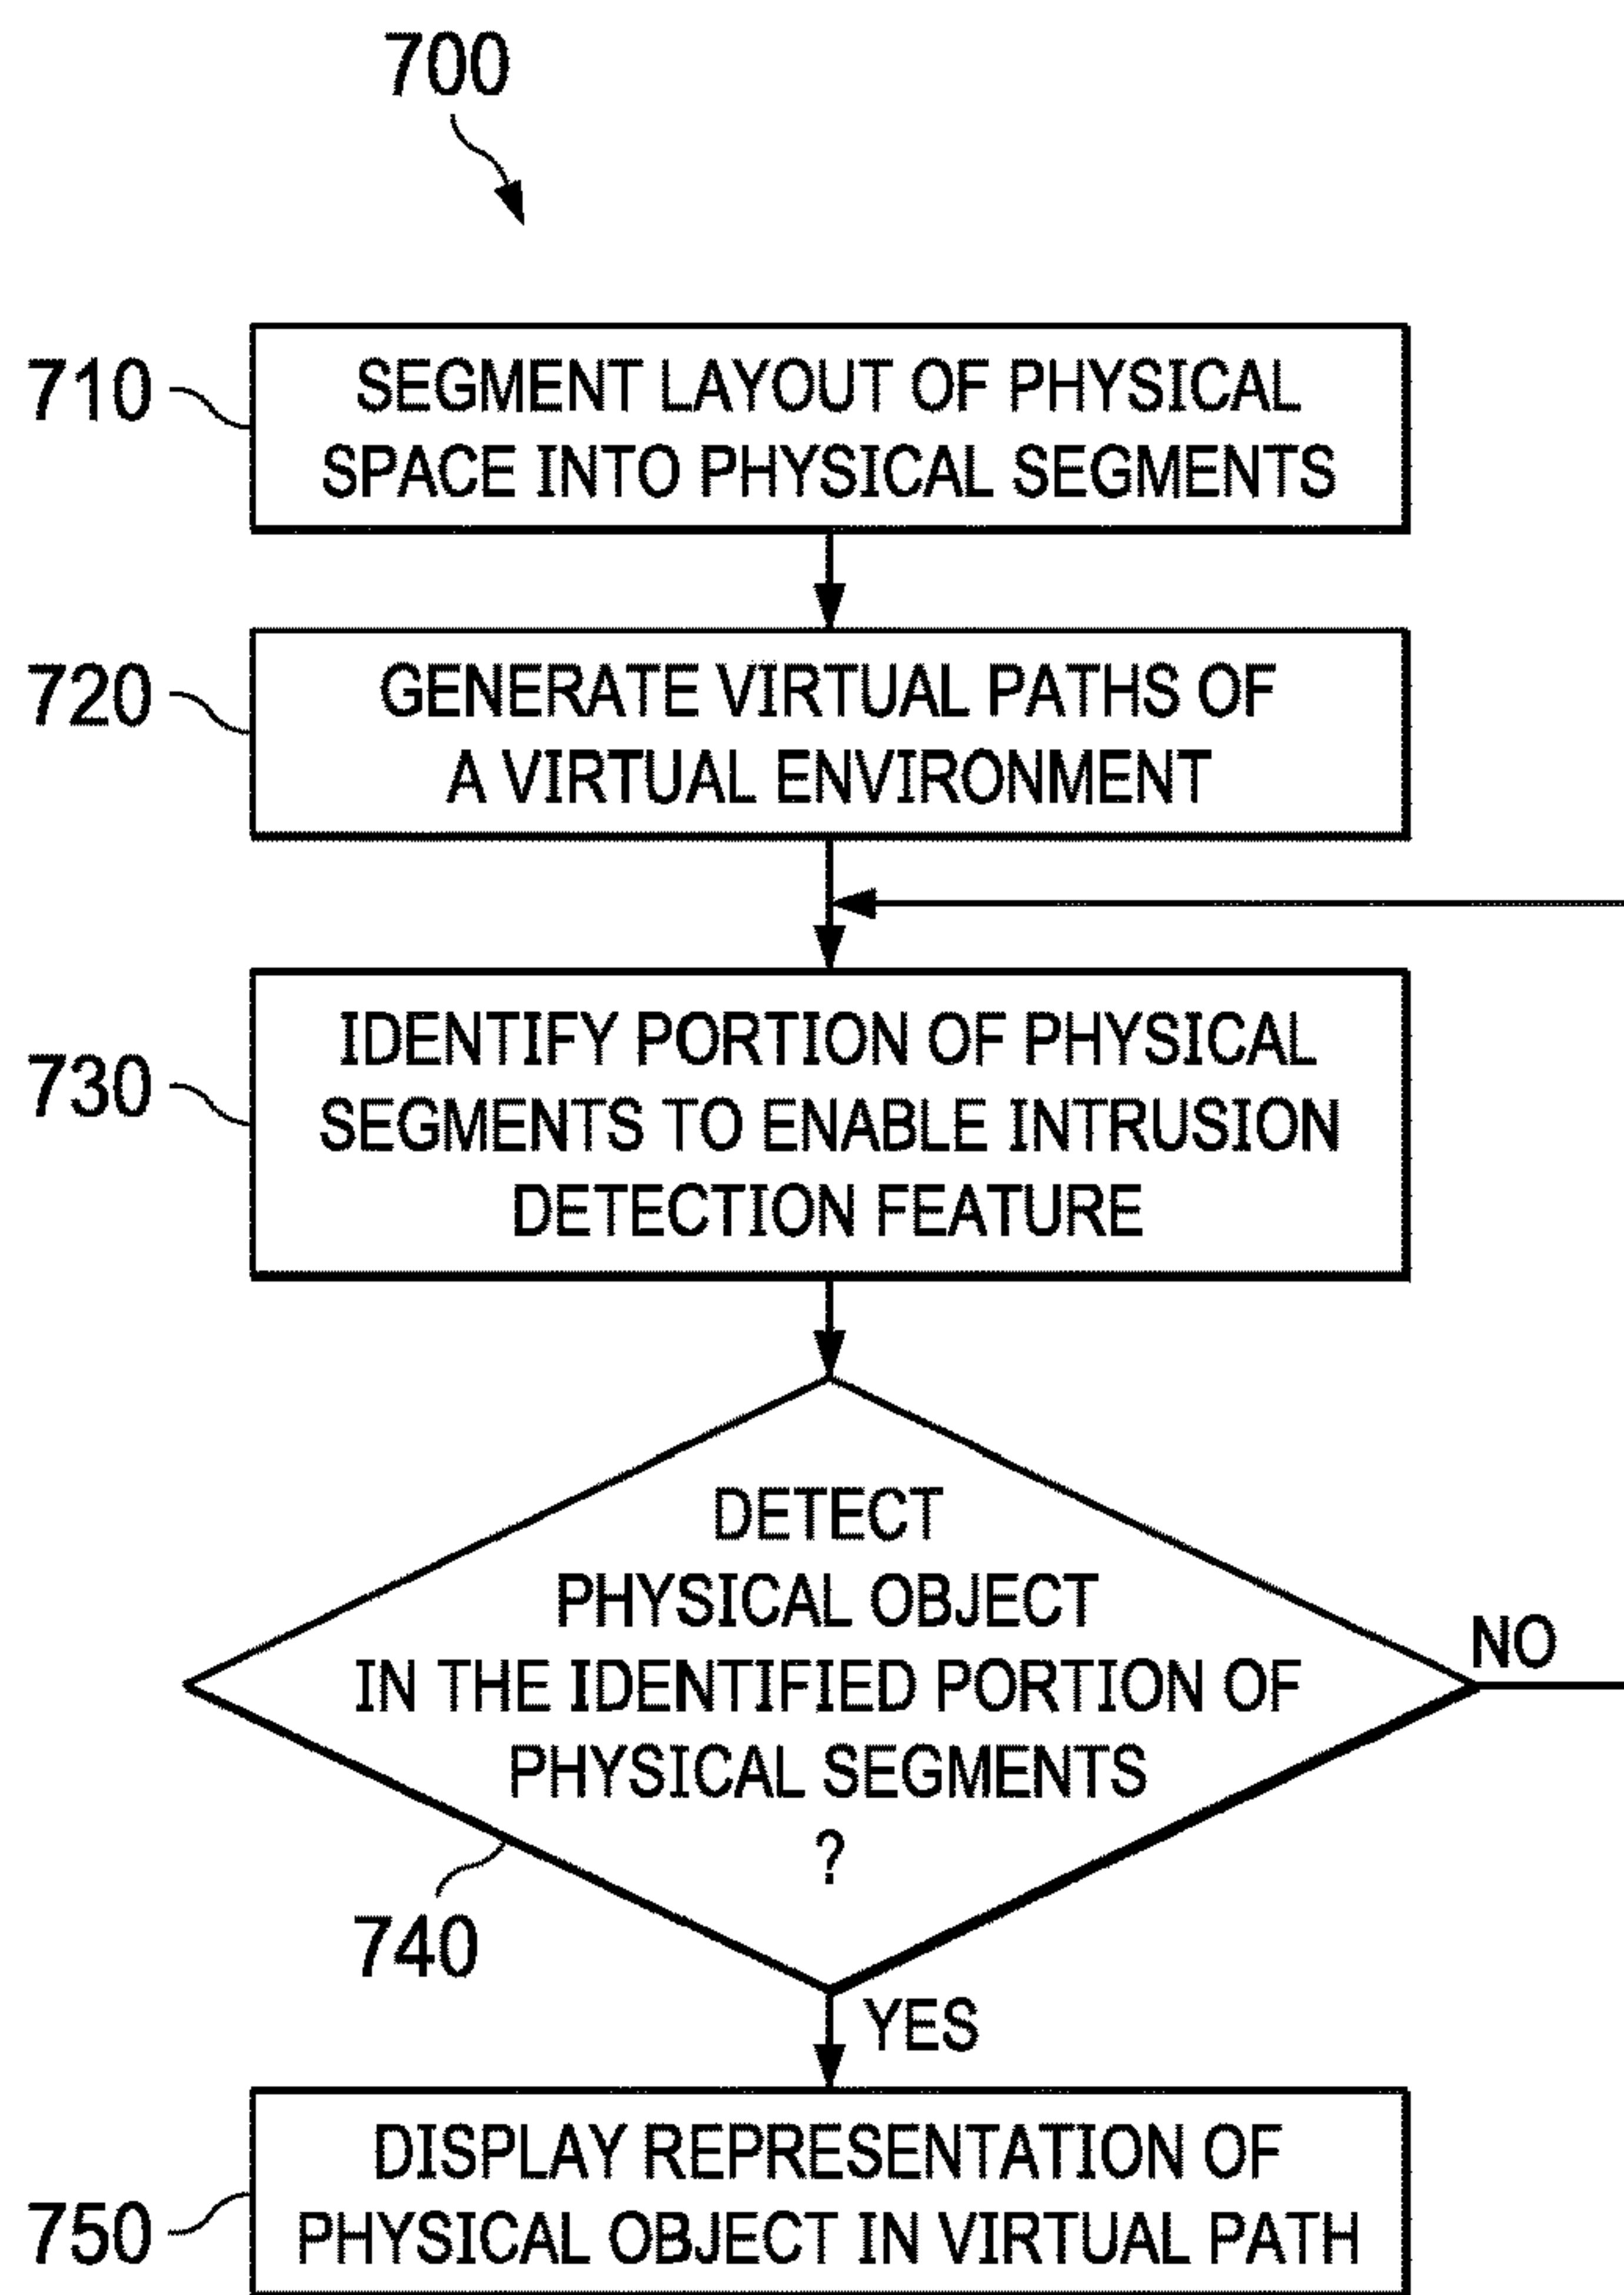 700
710
SEGMENT LAYOUT OF PHYSICAL
SPACE INTO PHYSICAL SEGMENTS
720
GENERATE VIRTUAL PATHS OF
A VIRTUAL ENVIRONMENT
730
IDENTIFY PORTION OF PHYSICAL
SEGMENTS TO ENABLE INTRUSION
DETECTION FEATURE
DETECT
PHYSICAL OBJECT
IN THE IDENTIFIED PORTION OF
PHYSICAL SEGMENTS
?
NO
740
YES
750
DISPLAY REPRESENTATION OF
PHYSICAL OBJECT IN VIRTUAL PATH